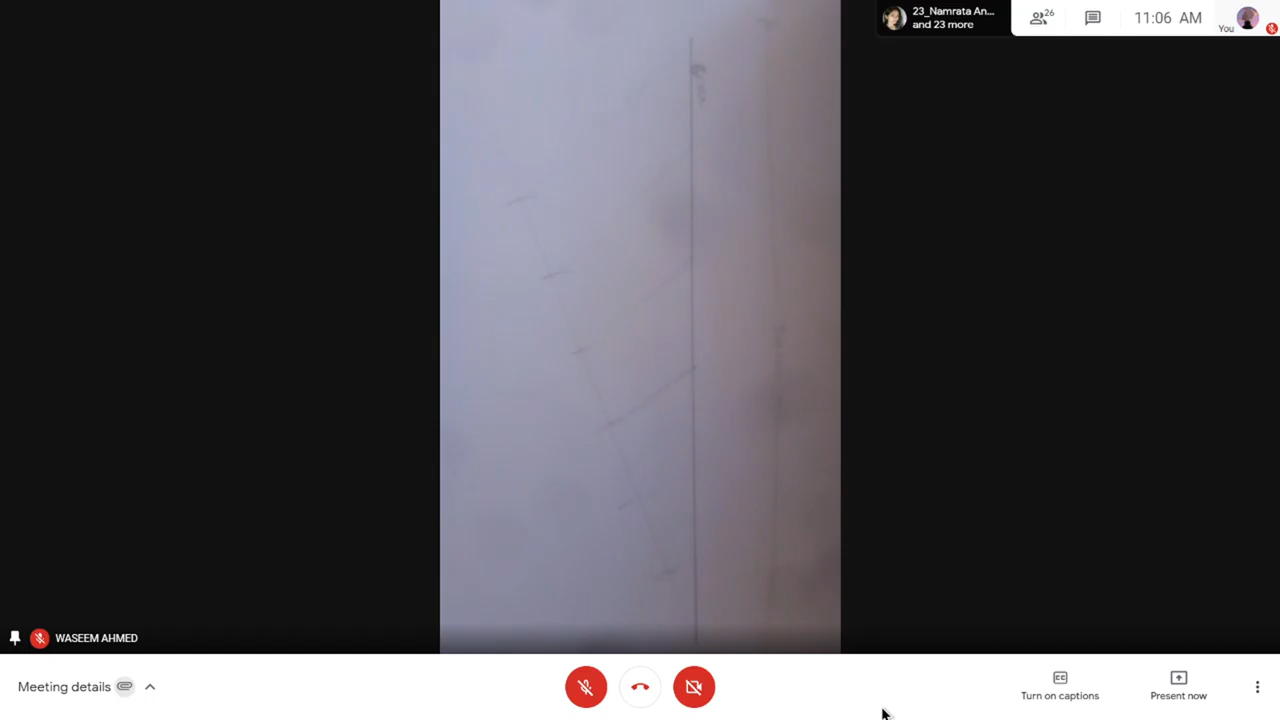 23_Namrata An...
and 23 more
26
11:06 AM
You
WASEEM AHMED
Meeting details
Turn on captions
Present now